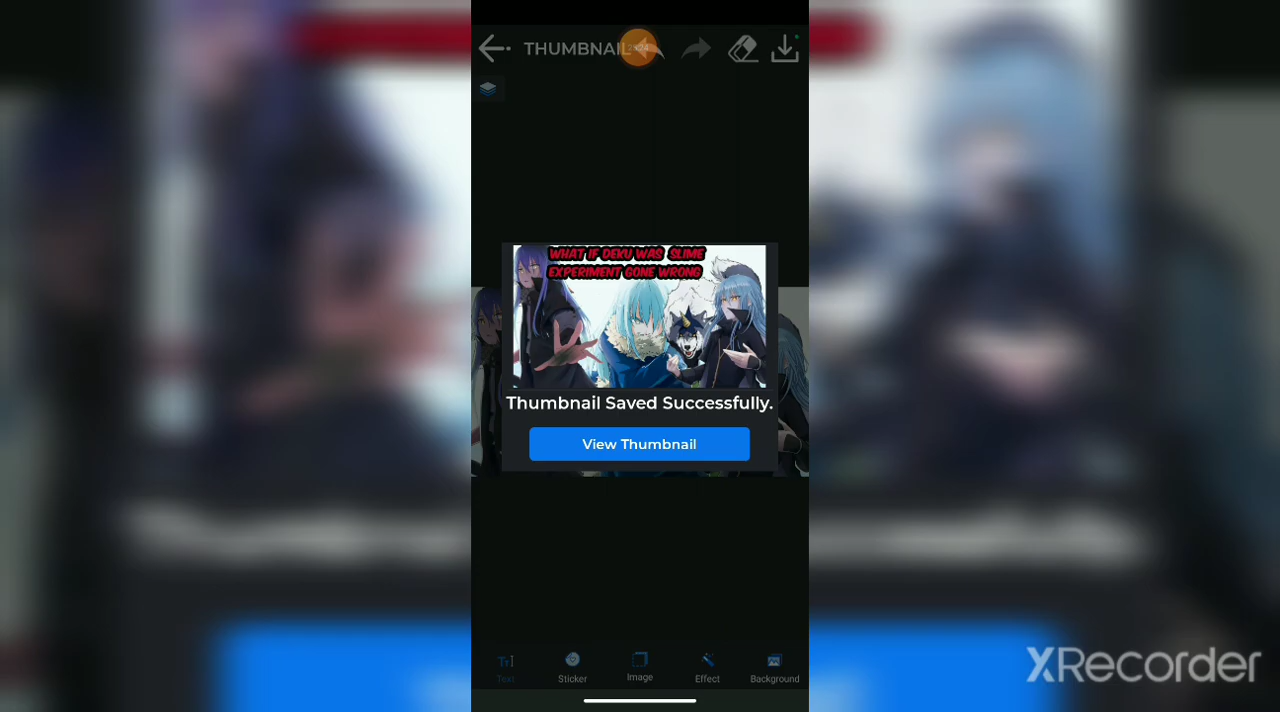 THUMBNAIL
WHAT IF DEKU WAS SLIME
EXPERIMENT GONE WRONG
Thumbnail Saved Successfully.
View Thumbnail
Text
Sticker
Image
Effect
Background
XRecorder